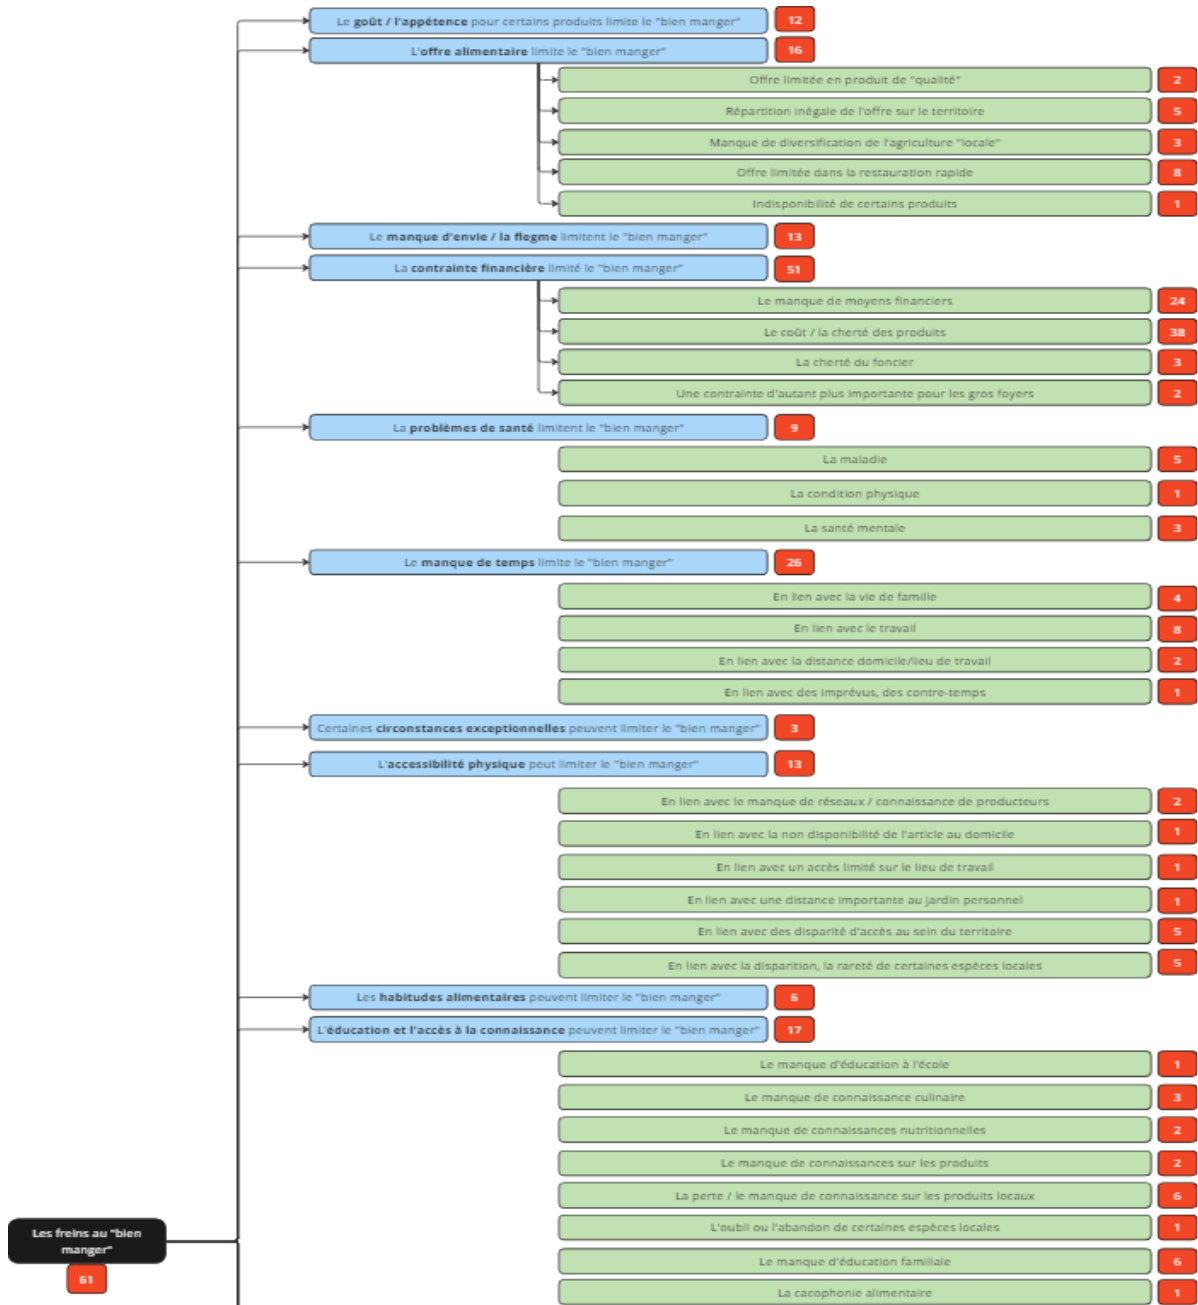 Le goût / l'appétence pour certains produits limite le "bien manger" 12
L'offre alimentaire limite le "bien manger" 16
Offre limitée en produit de "qualité" 2
Répartition inégale de l'offre sur le territoire 5
Manque de diversification de l'agriculture "locale" 3
Offre limitée dans la restauration rapide 8
Indisponibilité de certains produits 1
Le manque d'envie / la flegme limitent le "bien manger" 13
La contrainte financière limité le "bien manger" 51
Le manque de moyens financiers 24
Le coût / la cherté des produits 38
La cherté du foncier 3
Une contrainte d'autant plus importante pour les gros foyers 2
La problèmes de santé limitent le "bien manger" 9
La maladie 5
La condition physique 1
La santé mentale 3
Le manque de temps limite le "bien manger" 26
En lien avec la vie de famille 4
En lien avec le travail 8
En lien avec la distance domicile/lieu de travail 2
En lien avec des imprévus, des contre-temps 1
Certaines circonstances exceptionnelles peuvent limiter le "bien manger" 3
L'accessibilité physique peut limiter le "bien manger" 13
En lien avec le manque de réseaux / connaissance de producteurs 2
En lien avec la non disponibilité de l'article au domicile 1
En lien avec un accès limité sur le lieu de travail 1
En lien avec une distance importante au jardin personnel 1
En lien avec des disparité d'accès au sein du territoire 5
En lien avec la disparition, la rareté de certaines espèces locales 5
Les habitudes alimentaires peuvent limiter le "bien manger" 6
L'éducation et l'accès à la connaissance peuvent limiter le "bien manger" 17
Le manque d'éducation à l'école 1
Le manque de connaissance culinaire 3
Le manque de connaissances nutritionnelles 2
Le manque de connaissances sur les produits 2
La perte / le manque de connaissance sur les produits locaux 6
L'oubli ou l'abandon de certaines espèces locales 1
Le manque d'éducation familiale 6
La cacophonie alimentaire 1
Les freins au "bien
manger"
61